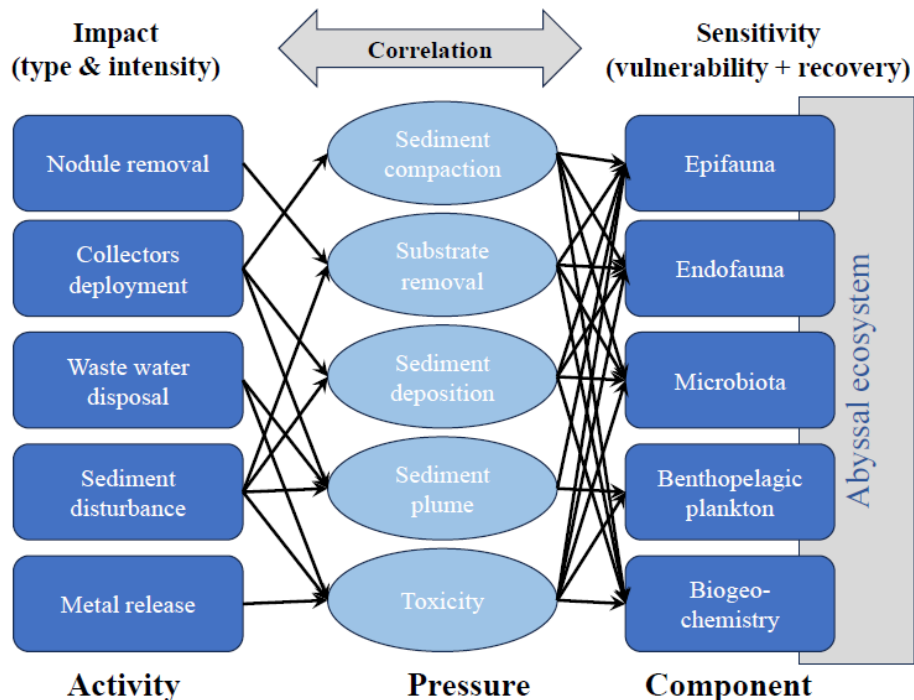 Impact
(type & intensity)
Correlation
Sensitivity
(vulnerability + recovery)
Nodule removal
Collectors
deployment
Waste water
disposal
Sediment
disturbance
Metal release
Sediment
compaction
Substrate
removal
Sediment
deposition
Sediment
plume
Toxicity
Epifauna
Endofauna
Microbiota
Benthopelagic
plankton
Biogeo-
chemistry
Abyssal ecosystem
Activity
Pressure
Component